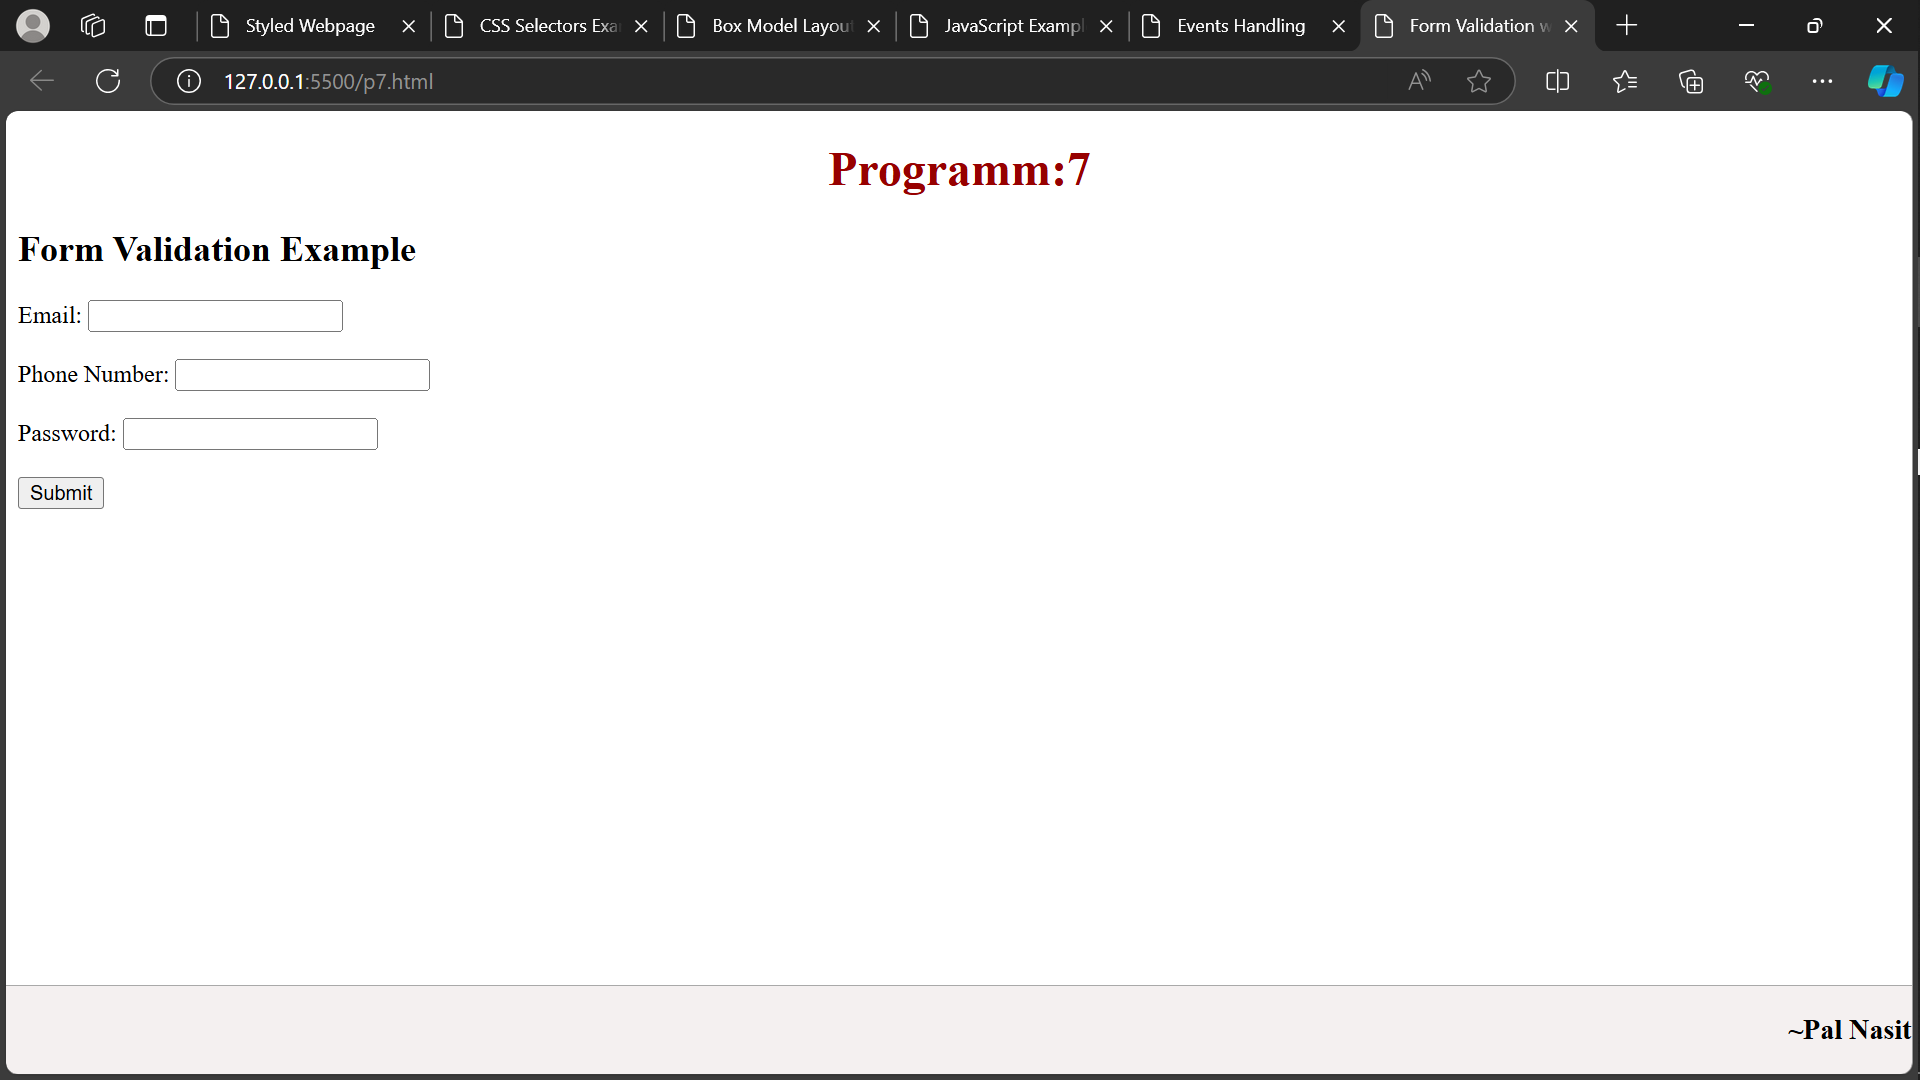 Styled Webpage CSS Selectors Exa Box Model Layou JavaScript Exampl Events Handling Form Validation w
127.0.0.1:5500/p7.html
Programm:7
Form Validation Example
Email:
Phone Number:
Password:
Submit
~Pal Nasit